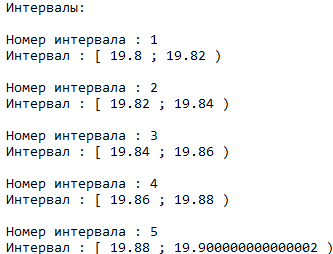 Интервалы:
Номер интервала : 1
Интервал : [ 19.8 ; 19.82 )
Номер интервала : 2
Интервал : [ 19.82 ; 19.84 )
Номер интервала : 3
Интервал : [ 19.84 ; 19.86 )
Номер интервала : 4
Интервал : [ 19.86 ; 19.88 )
Номер интервала : 5
Интервал : [ 19.88 ; 19.900000000000002 )